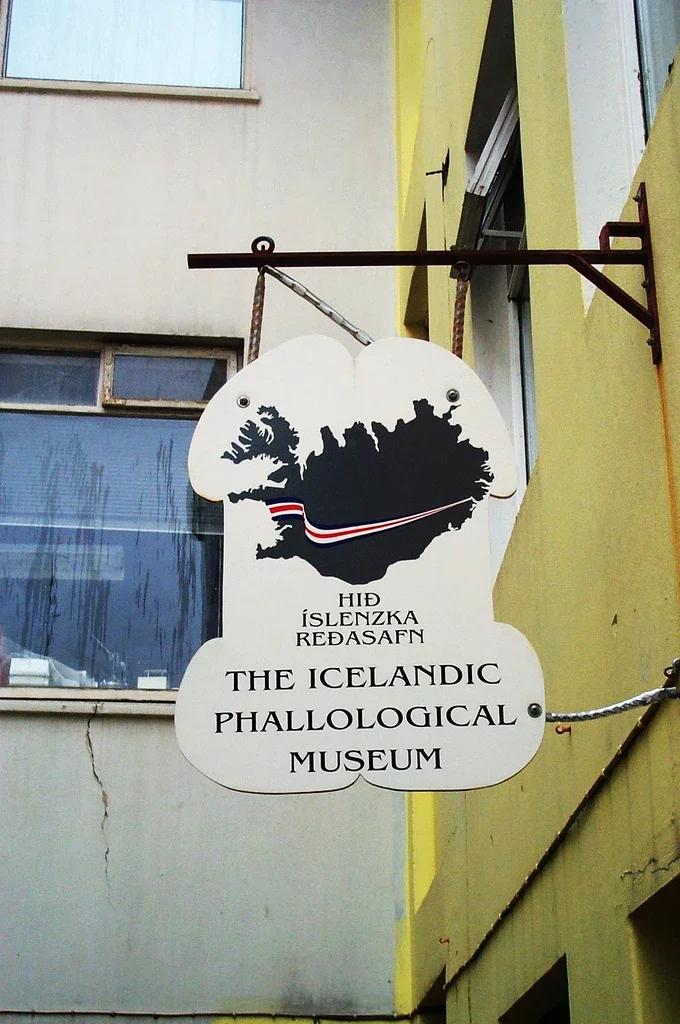 HIÐ
ÍSLENZKA
REÐASAFN
THE ICELANDIC
PHALLOLOGICAL
MUSEUM